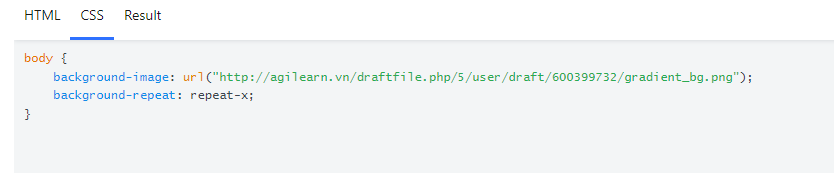 HTML CSS Result
body {
    background-image: url("http://agilearn.vn/draftfile.php/5/user/draft/600399732/gradient_bg.png");
    background-repeat: repeat-x;
}